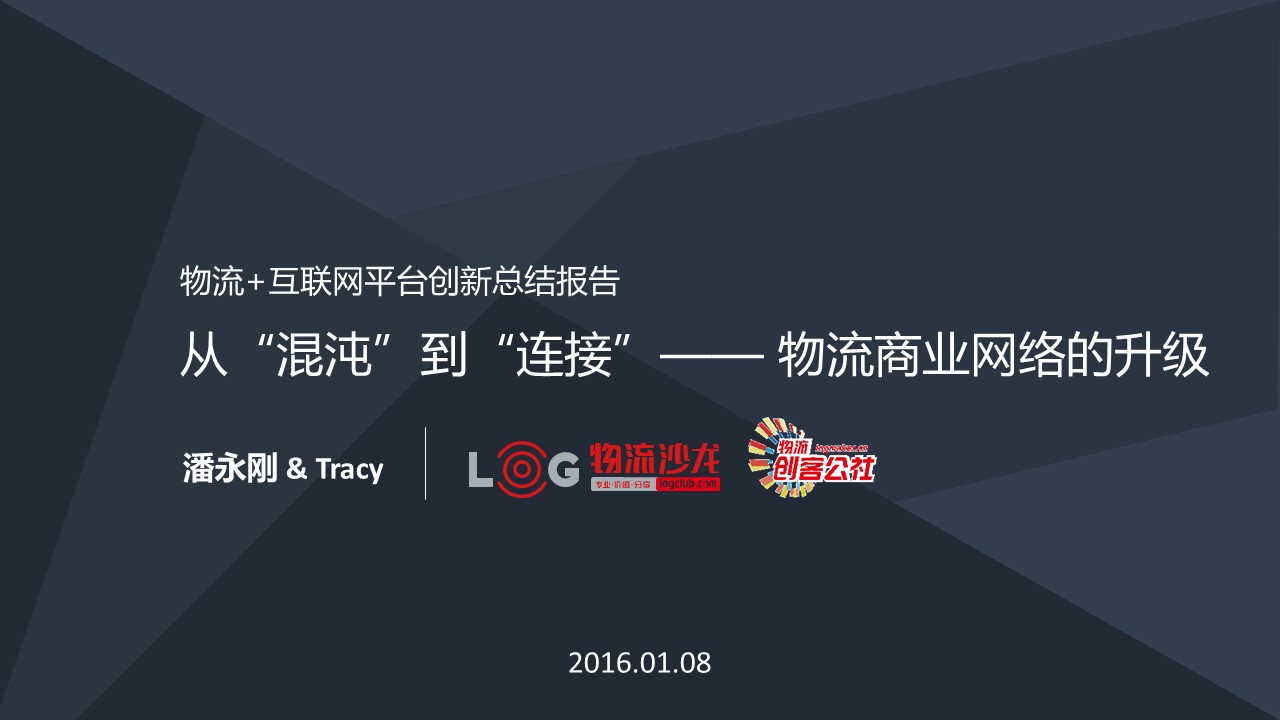 物流+互联网平台创新总结报告
从“混沌”到“连接”—— 物流商业网络的升级
潘永刚 & Tracy
LOG 物流沙龙
专业·价值·分享 logclub.com
物流
创客公社
2016.01.08